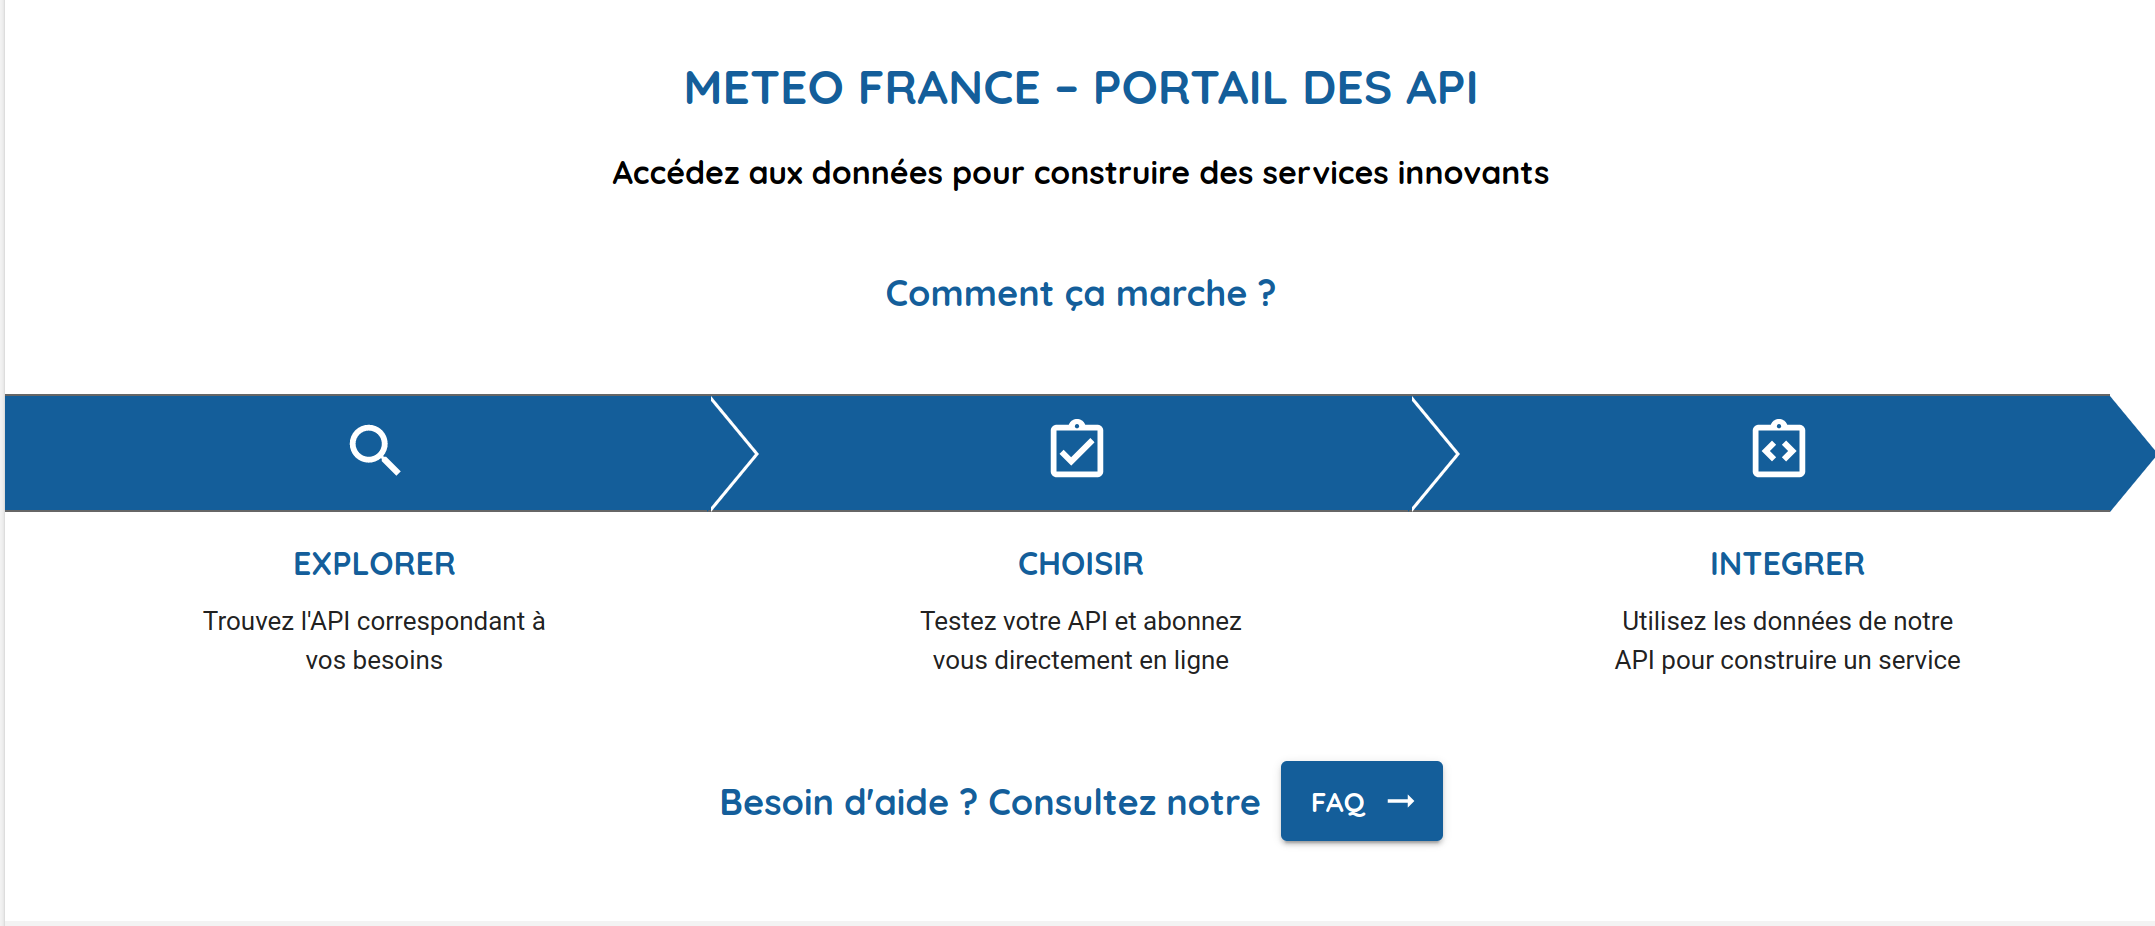 METEO FRANCE – PORTAIL DES API
Accédez aux données pour construire des services innovants
Comment ça marche ?
EXPLORER
Trouvez l'API correspondant à
vos besoins
CHOISIR
Testez votre API et abonnez
vous directement en ligne
INTEGRER
Utilisez les données de notre
API pour construire un service
Besoin d'aide ? Consultez notre FAQ